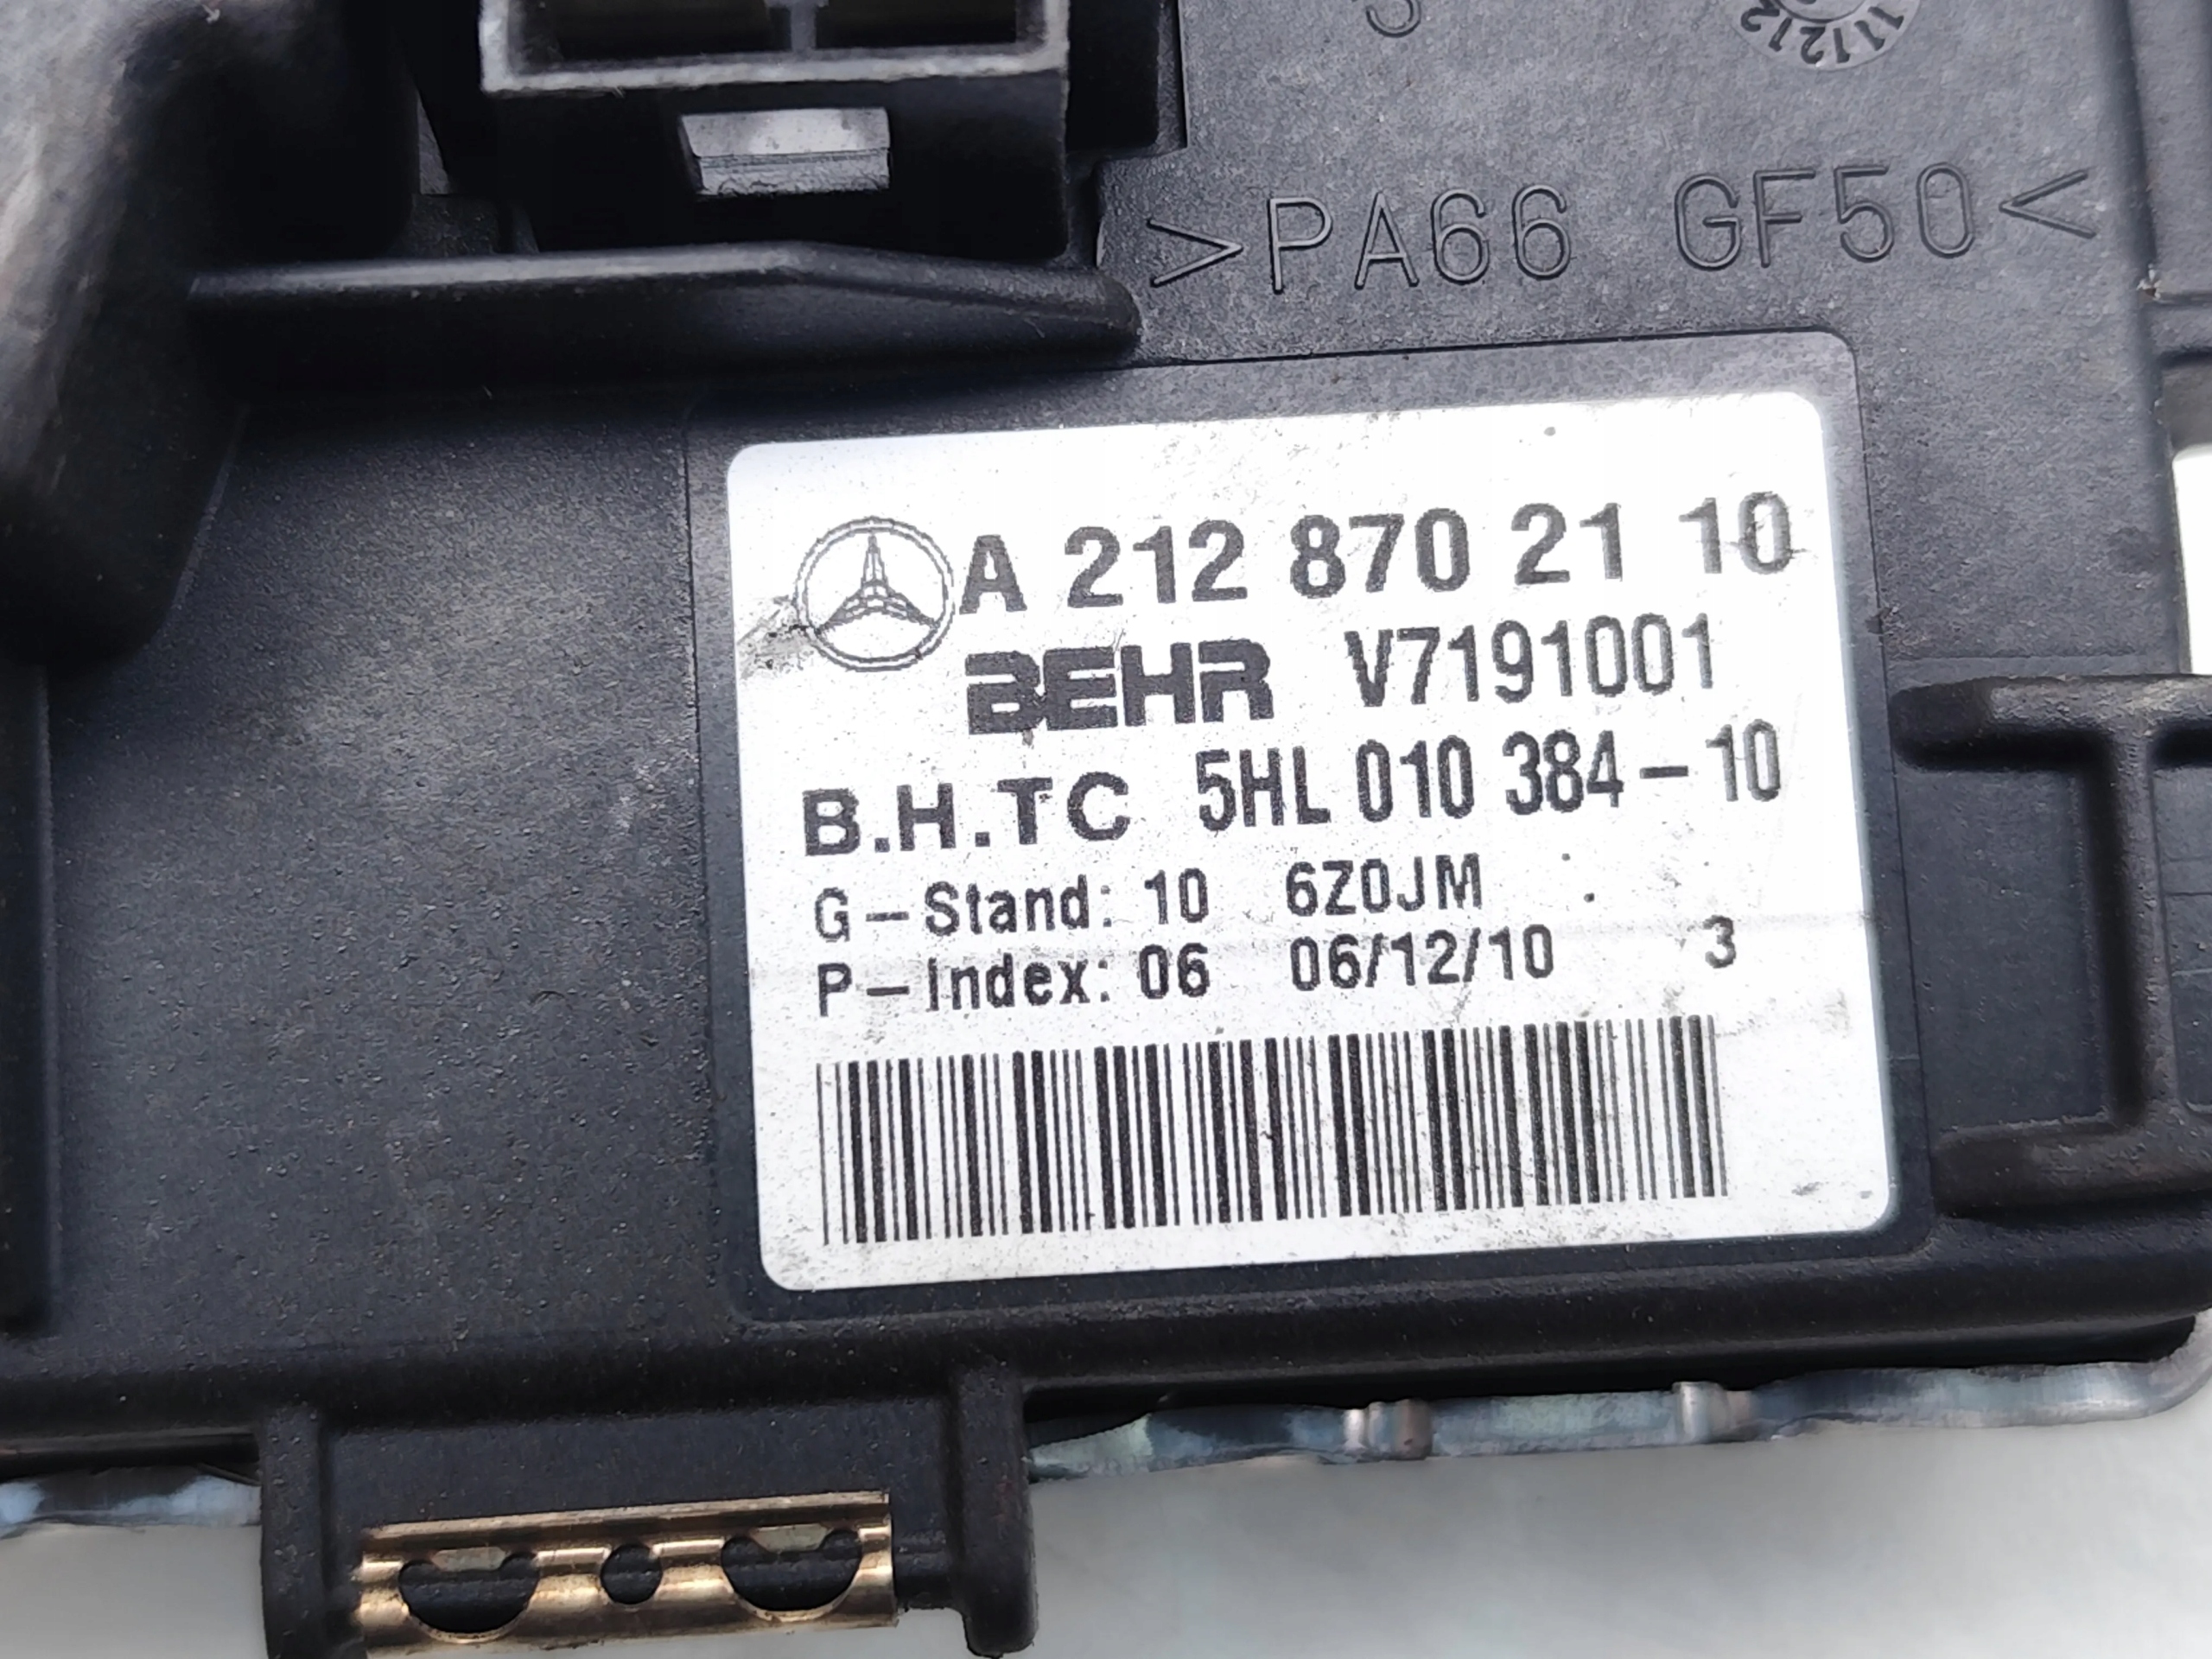 >PA66 GF50<
A 212 870 21 10
BEHR V7191001
B.H.TC 5HL 010 384-10
G-Stand: 10 6Z0JM
P-Index: 06 06/12/10 3